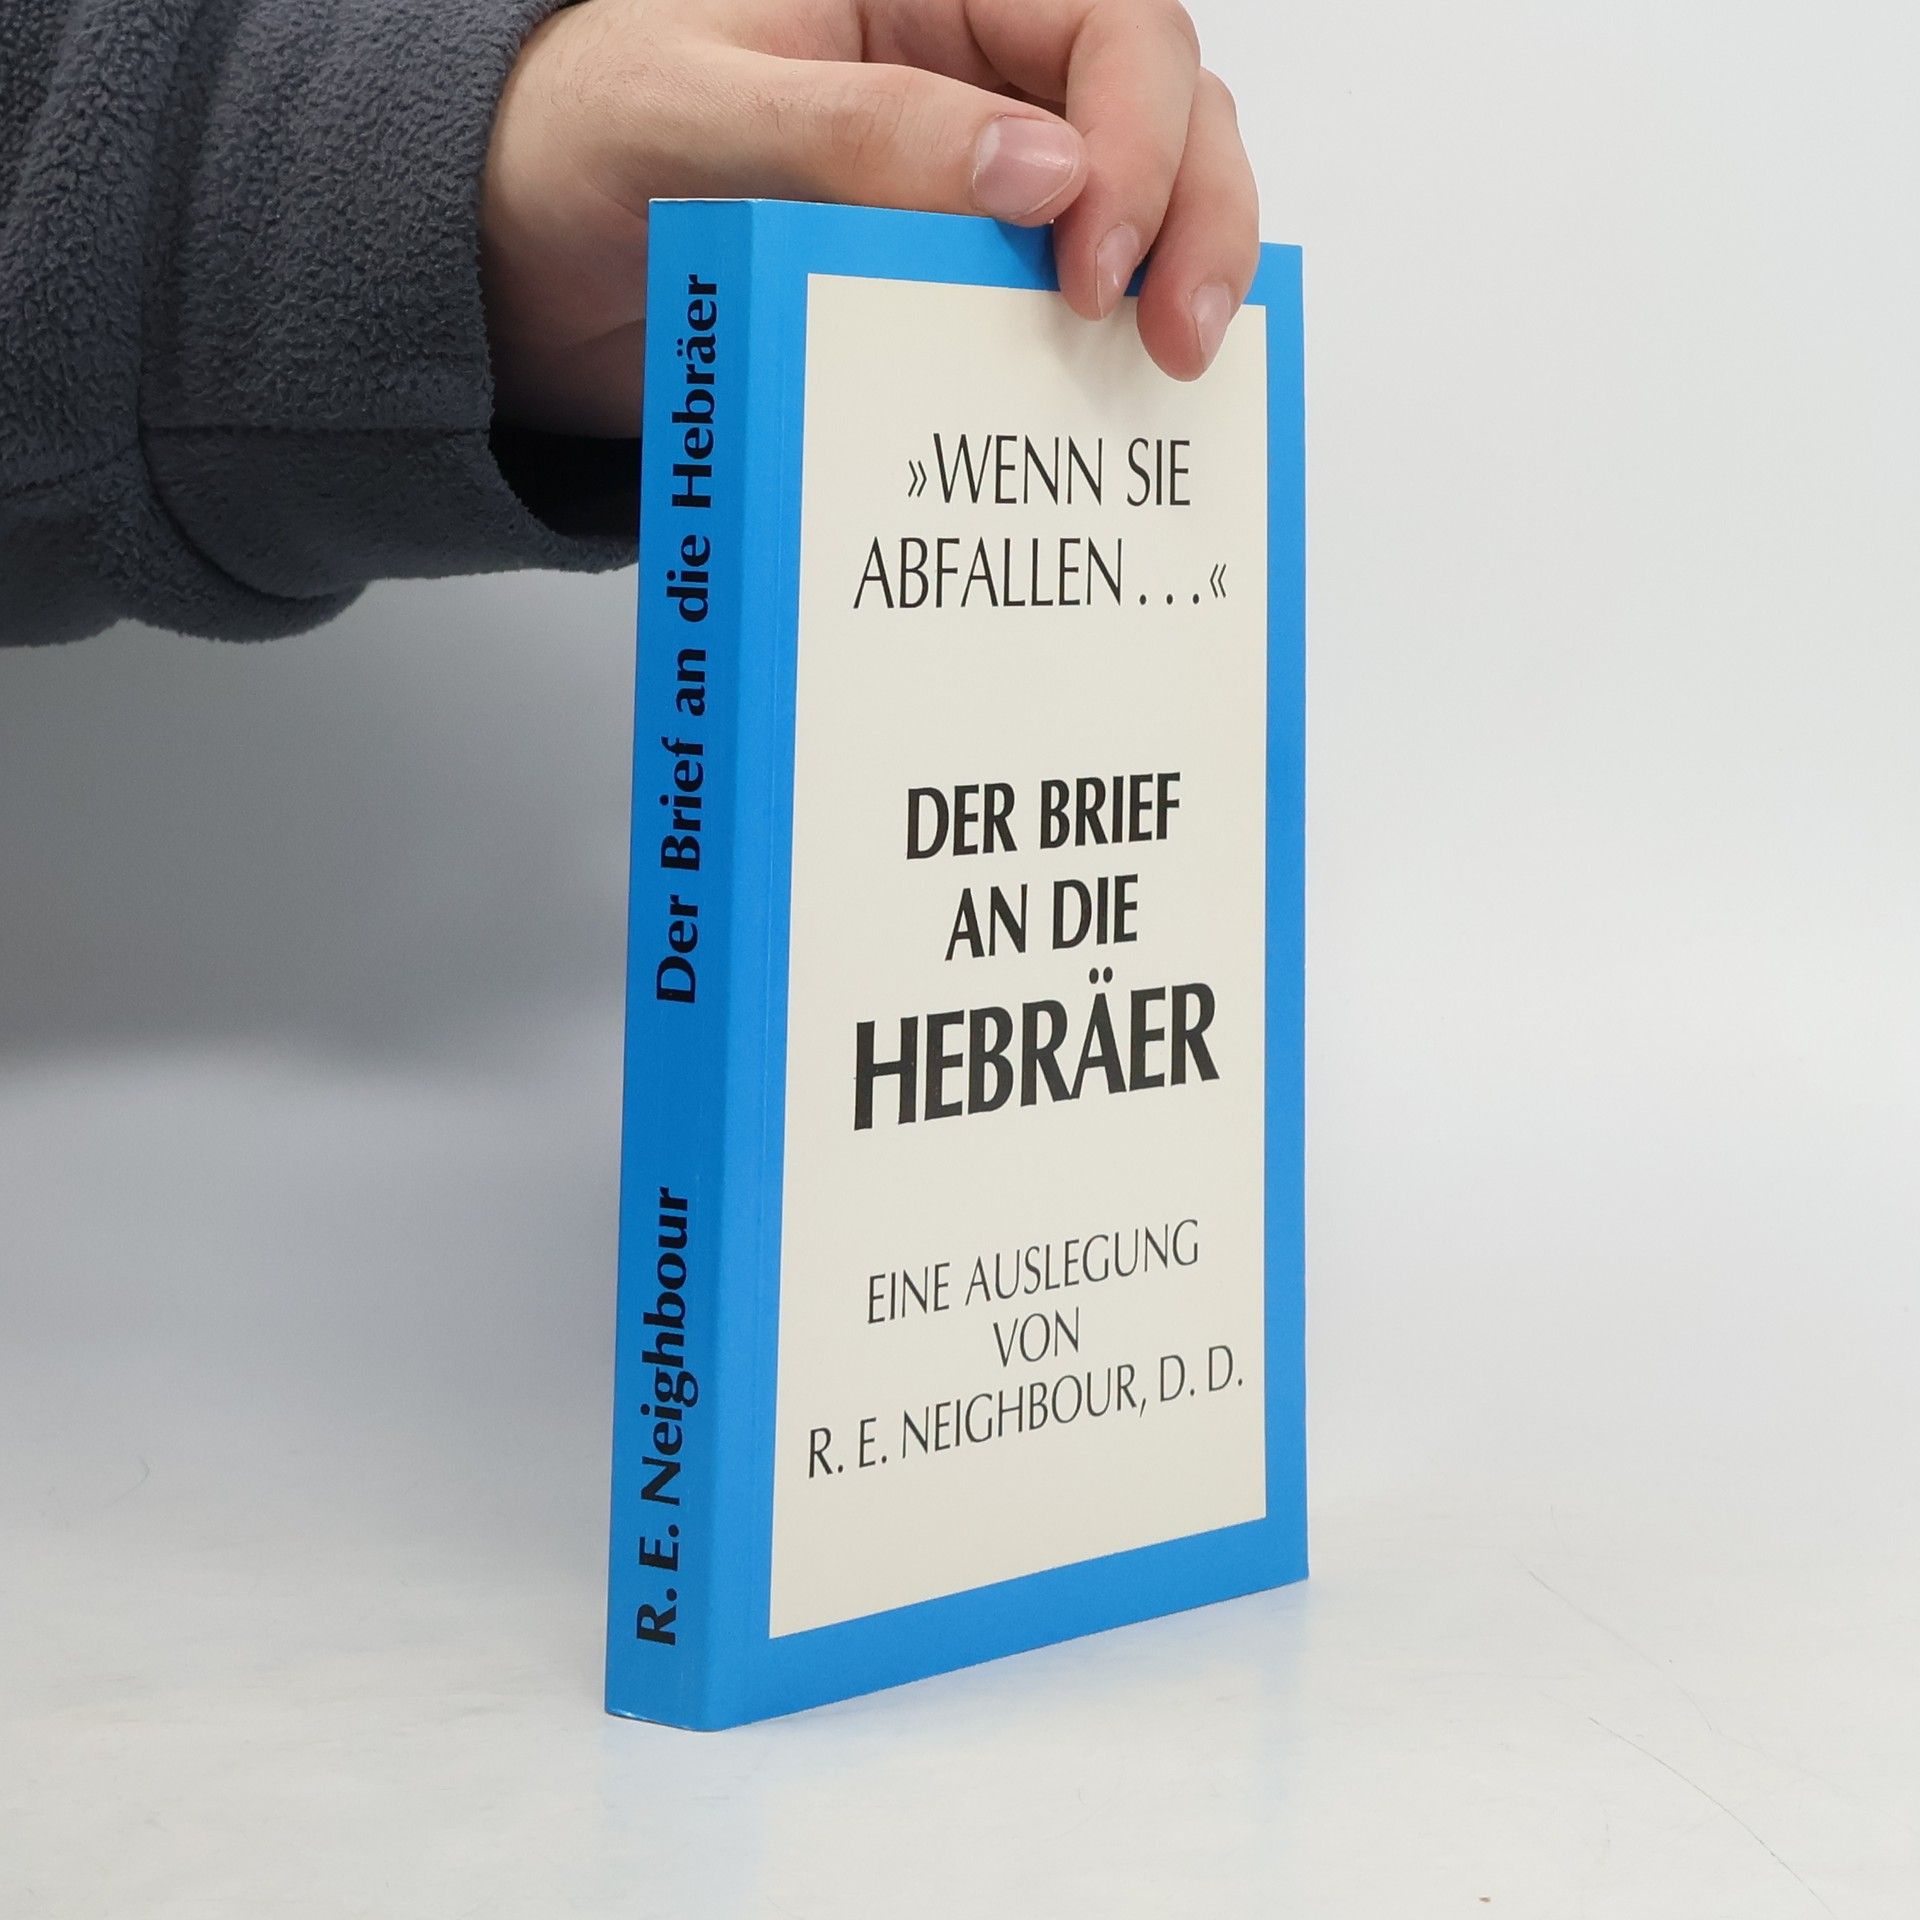 R. E. Neighbour Der Brief an die Hebräer
»WENN SIE
ABFALLEN...«
DER BRIEF
AN DIE
HEBRÄER
EINE AUSLEGUNG
VON
R. E. NEIGHBOUR, D. D.